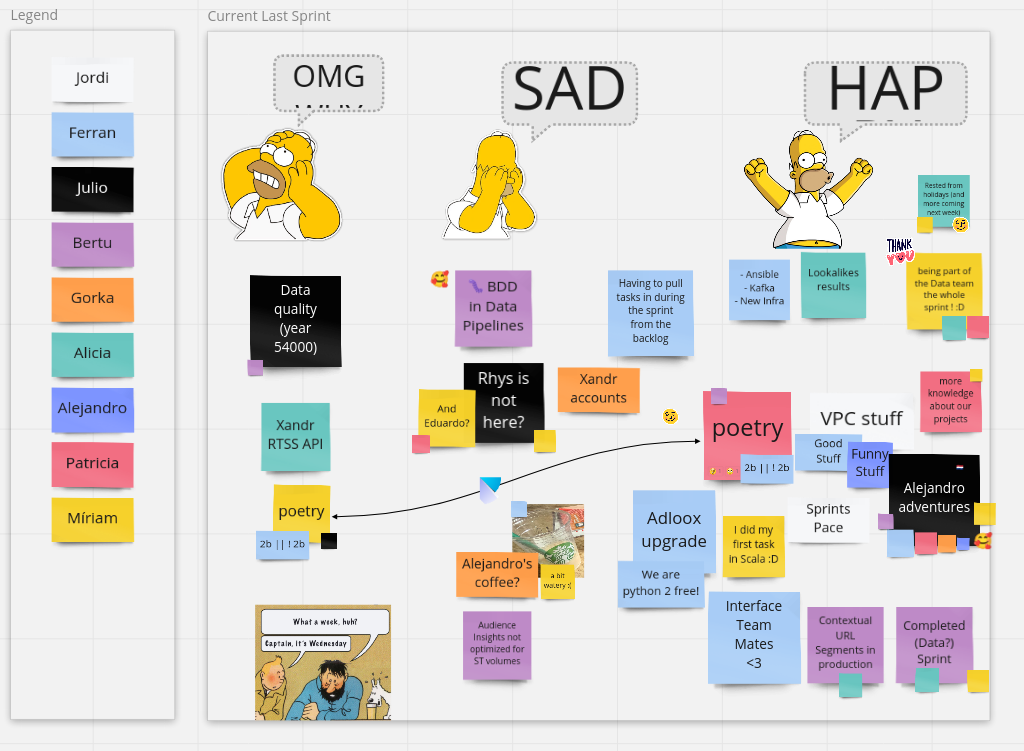 Legend
Jordi
Ferran
Julio
Bertu
Gorka
Alicia
Alejandro
Patricia
Míriam
Current Last Sprint
OMG
SAD
HAP
Rested from
holidays (and
more coming
next week)
THANK
YOU
Data
quality
(year
54000)
BDD
in Data
Pipelines
Having to pull
tasks in during
the sprint
from the
backlog
- Ansible
- Kafka
- New Infra
Lookalikes
results
being part of
the Data team
the whole
sprint ! :D
Xandr
RTSS API
And
Eduardo?
Rhys is
not
here?
Xandr
accounts
poetry
2b || ! 2b
VPC stuff
Good
Stuff
Funny
Stuff
more
knowledge
about our
projects
Alejandro
adventures
poetry
2b || ! 2b
Alejandro's
coffee?
a bit
watery :(
Adloox
upgrade
We are
python 2 free!
I did my
first task
in Scala :D
Sprints
Pace
What a week, huh?
Captain, it's Wednesday
Audience
Insights not
optimized for
ST volumes
Interface
Team
Mates
<3
Contextual
URL
Segments in
production
Completed
(Data?)
Sprint